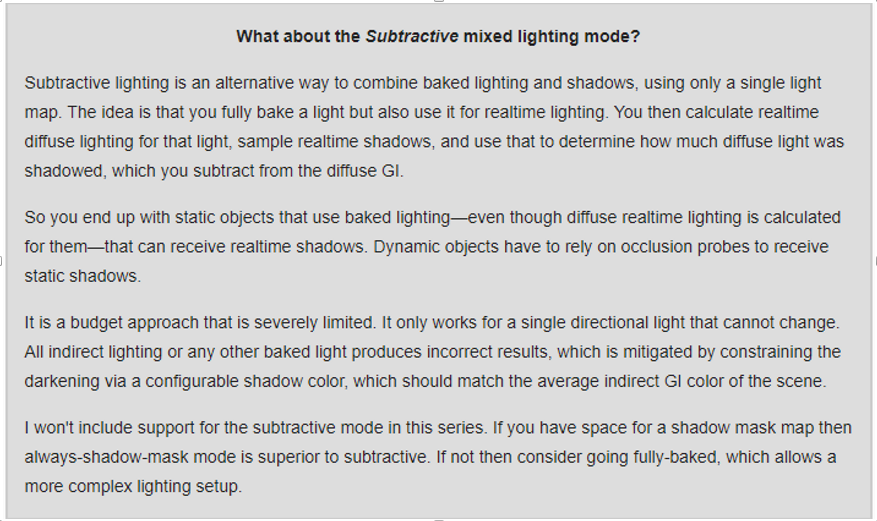 What about the Subtractive mixed lighting mode?
Subtractive lighting is an alternative way to combine baked lighting and shadows, using only a single light
map. The idea is that you fully bake a light but also use it for realtime lighting. You then calculate realtime
diffuse lighting for that light, sample realtime shadows, and use that to determine how much diffuse light was
shadowed, which you subtract from the diffuse GI.
So you end up with static objects that use baked lighting—even though diffuse realtime lighting is calculated
for them—that can receive realtime shadows. Dynamic objects have to rely on occlusion probes to receive
static shadows.
It is a budget approach that is severely limited. It only works for a single directional light that cannot change.
All indirect lighting or any other baked light produces incorrect results, which is mitigated by constraining the
darkening via a configurable shadow color, which should match the average indirect GI color of the scene.
I won't include support for the subtractive mode in this series. If you have space for a shadow mask map then
always-shadow-mask mode is superior to subtractive. If not then consider going fully-baked, which allows a
more complex lighting setup.